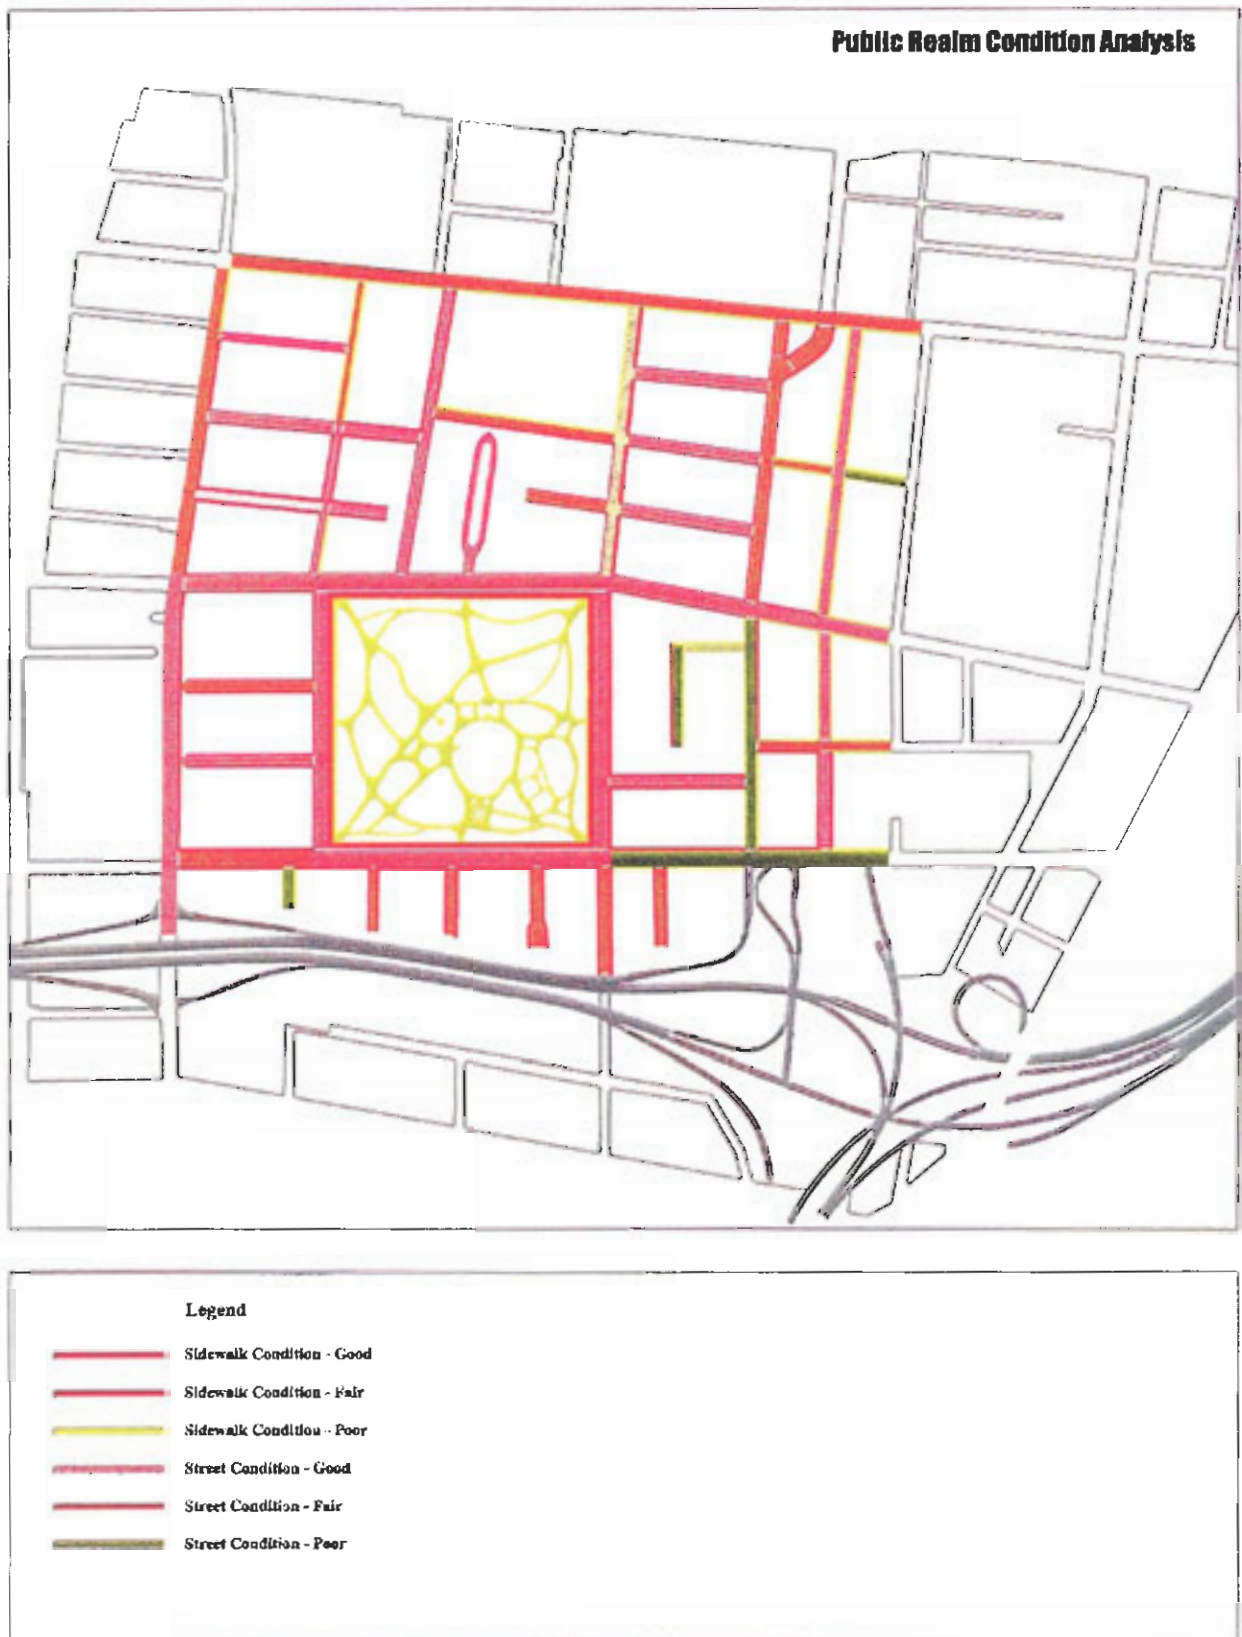 Public Realm Condition Analysis
Legend
Sidewalk Condition - Good
Sidewalk Condition - Fair
Sidewalk Condition - Poor
Street Condition - Good
Street Condition - Fair
Street Condition - Poor